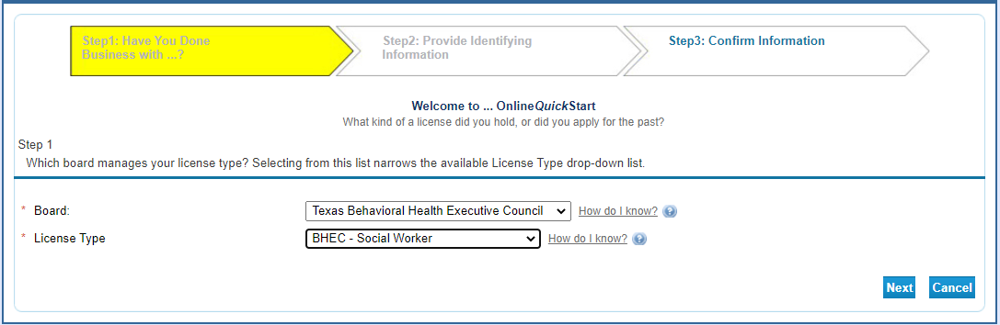 Step1: Have You Done
Business with ...?
Step2: Provide Identifying
Information
Step3: Confirm Information
Welcome to ... OnlineQuickStart
What kind of a license did you hold, or did you apply for the past?
Step 1
Which board manages your license type? Selecting from this list narrows the available License Type drop-down list.
* Board: Texas Behavioral Health Executive Council How do I know? ?
* License Type BHEC - Social Worker How do I know? ?
Next Cancel